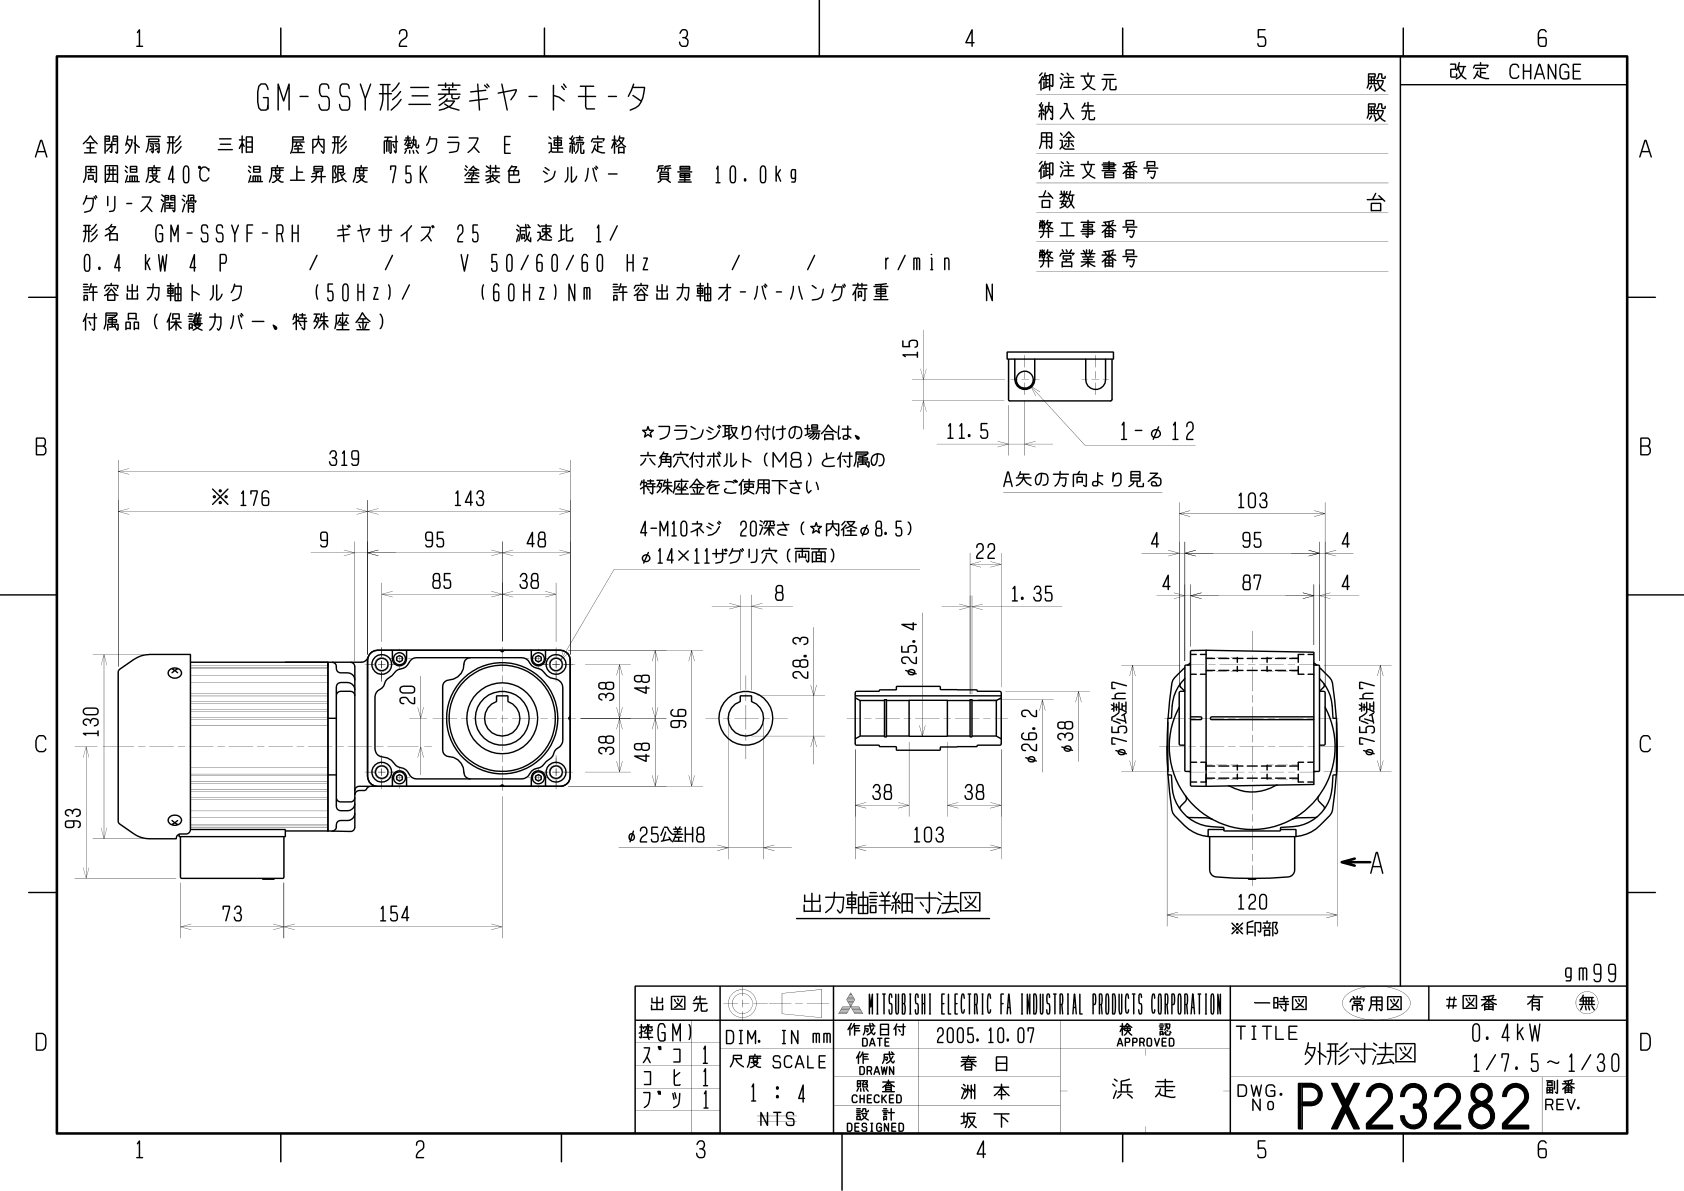 1 2 3 4 5 6
改定 CHANGE
GM-SSY形三菱ギヤードモータ
全閉外扇形 三相 屋内形 耐熱クラス E 連続定格
周囲温度40℃ 温度上昇限度 75K 塗装色 シルバー 質量 10.0kg
グリース潤滑
形名 GM-SSYF-RH ギヤサイズ 25 減速比 1/
0.4 kW 4 P / / V 50/60/60 Hz / / r/min
許容出力軸トルク (50Hz)/ (60Hz)Nm 許容出力軸オーバーハング荷重 N
付属品(保護カバー、特殊座金)
御注文元 殿
納入先 殿
用途
御注文書番号
台数 台
弊工事番号
弊営業番号
A A
B B
C C
D D
15
11.5
1-φ12
A矢の方向より見る
☆フランジ取り付けの場合は、
六角穴付ボルト(M8)と付属の
特殊座金をご使用下さい
4-M10ネジ 20深さ(☆内径φ8.5)
φ14×11ザグリ穴(両面)
319
※176 143
9 95 48
85 38
130
93
20
38 48
96
38 48
73 154
8
28.3
φ25公差H8
22
1.35
φ25.4
φ26.2
φ38
38 38
103
出力軸詳細寸法図
103
4 95 4
4 87 4
φ75公差h7
φ75公差h7
A
120
※印部
gm99
出図先
MITSUBISHI ELECTRIC FA INDUSTRIAL PRODUCTS CORPORATION
一時図 常用図
#図番 有 無
GM)
スコ 1
コヒ 1
ブツ 1
DIM. IN mm
尺度 SCALE
1 : 4
NTS
作成日付 DATE 2005.10.07
作成 DRAWN 春日
照査 CHECKED 洲本
設計 DESIGNED 坂下
検認 APPROVED
浜走
TITLE 0.4kW
外形寸法図 1/7.5~1/30
DWG. No PX23282
副番 REV.
1 2 3 4 5 6